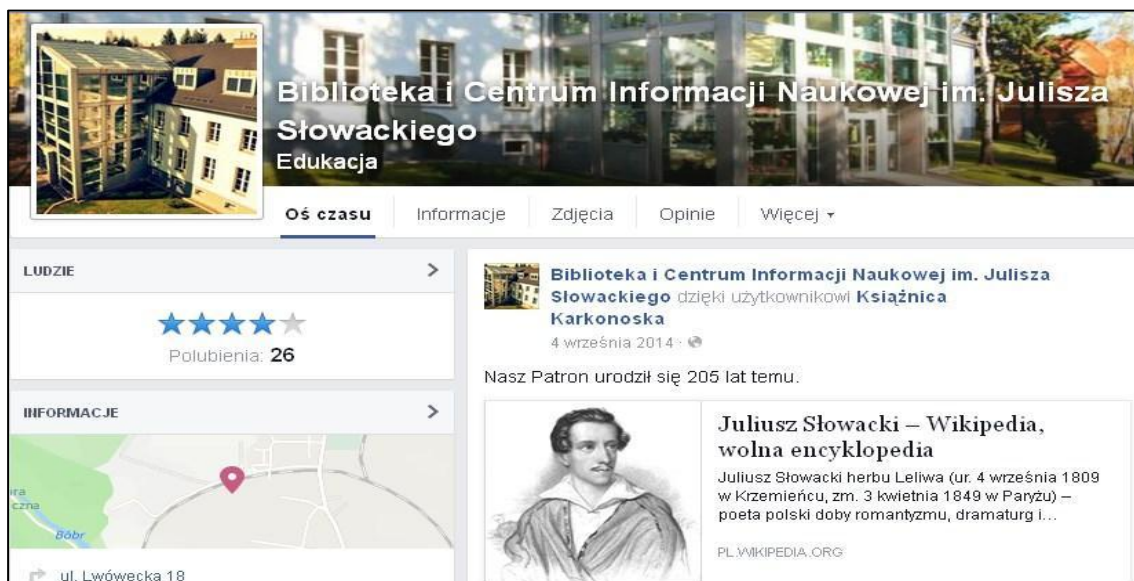 Biblioteka i Centrum Informacji Naukowej im. Julisza
Słowackiego
Edukacja
Oś czasu
Informacje
Zdjęcia
Opinie
Więcej
LUDZIE
Polubienia: 26
INFORMACJE
Bóbr
ul. Lwówecka 18
Biblioteka i Centrum Informacji Naukowej im. Julisza
Słowackiego dzięki użytkownikowi Książnica
Karkonoska
4 września 2014 ·
Nasz Patron urodził się 205 lat temu.
Juliusz Słowacki – Wikipedia,
wolna encyklopedia
Juliusz Słowacki herbu Leliwa (ur. 4 września 1809
w Krzemieńcu, zm. 3 kwietnia 1849 w Paryżu) –
poeta polski doby romantyzmu, dramaturg i...
PL.WIKIPEDIA.ORG